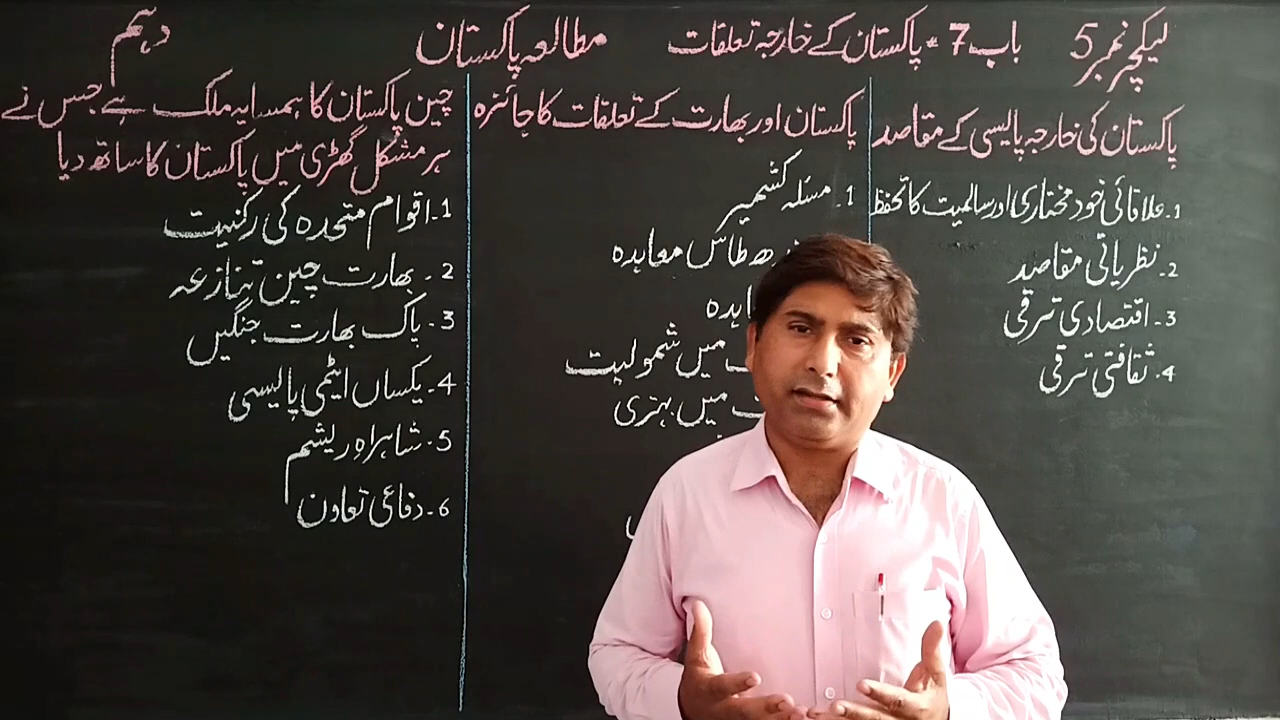 لیکچر نمبر 5 باب 7 - پاکستان کے خارجہ تعلقات مطالعہ پاکستان دہم
پاکستان کی خارجہ پالیسی کے مقاصد
1- علاقائی خود مختاری اور سالمیت کا تحفظ
2- نظریاتی مقاصد
3- اقتصادی ترقی
4- ثقافتی ترقی
پاکستان اور بھارت کے تعلقات کا جائزہ
1- مسئلہ کشمیر
طاس معاہدہ
میں شمولیت
میں بہتری
چین پاکستان کا ہمسایہ ملک ہے جس نے
ہر مشکل گھڑی میں پاکستان کا ساتھ دیا
1- اقوام متحدہ کی رکنیت
2- بھارت چین تنازعہ
3- پاک بھارت جنگیں
4- یکساں ایٹمی پالیسی
5- شاہراہ ریشم
6- دفاعی تعاون